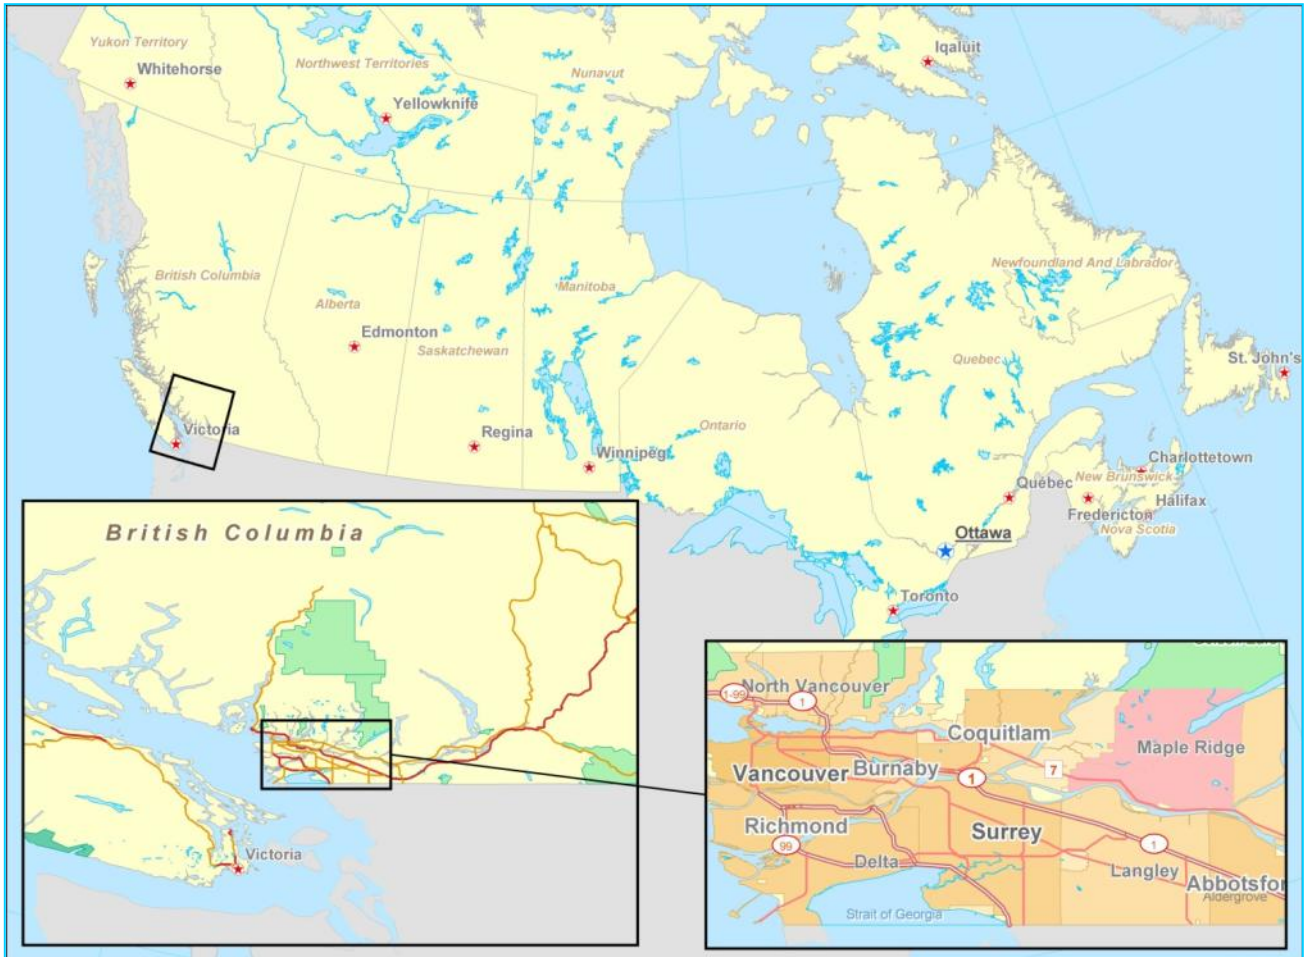 Yukon Territory
Whitehorse
Northwest Territories
Yellowknife
Nunavut
Iqaluit
British Columbia
Alberta
Edmonton
Saskatchewan
Manitoba
Newfoundland And Labrador
Quebec
St. John's
Victoria
Regina
Winnipeg
Ontario
Charlottetown
Québec
New Brunswick
Halifax
Fredericton
Nova Scotia
Ottawa
Toronto
British Columbia
Victoria
North Vancouver
1-99
1
Coquitlam
Maple Ridge
Vancouver
Burnaby
1
7
Richmond
Surrey
99
1
Delta
Langley
Abbotsfor
Aldergrove
Strait of Georgia